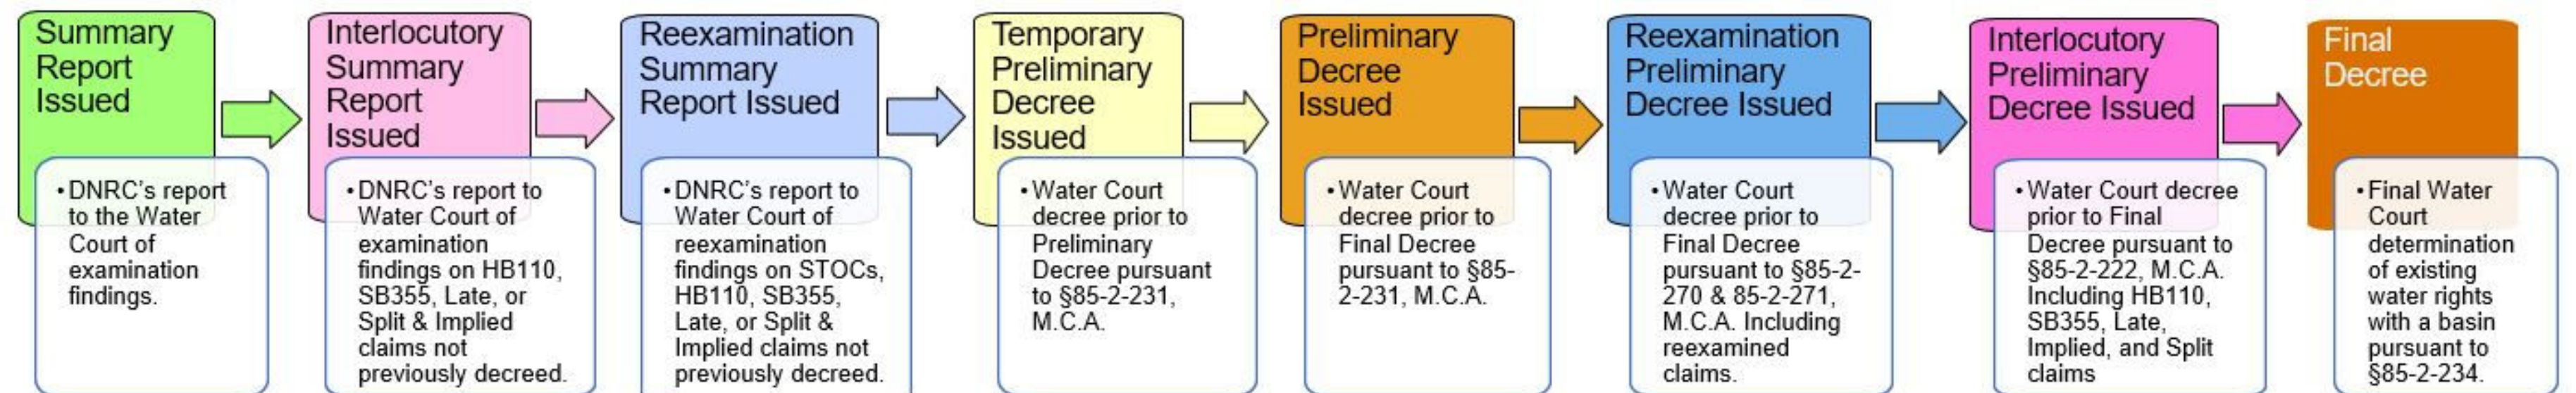 Summary
Report
Issued
•DNRC's report
to the Water
Court of
examination
findings.
Interlocutory
Summary
Report
Issued
•DNRC's report to
Water Court of
examination
findings on HB110,
SB355, Late, or
Split & Implied
claims not
previously decreed.
Reexamination
Summary
Report Issued
•DNRC's report to
Water Court of
reexamination
findings on STOCs,
HB110, SB355,
Late, or Split &
Implied claims not
previously decreed.
Temporary
Preliminary
Decree
Issued
•Water Court
decree prior to
Preliminary
Decree pursuant
to §85-2-231,
M.C.A.
Preliminary
Decree
Issued
•Water Court
decree prior to
Final Decree
pursuant to §85-
2-231, M.C.A.
Reexamination
Preliminary
Decree Issued
•Water Court
decree prior to
Final Decree
pursuant to §85-2-
270 & 85-2-271,
M.C.A. Including
reexamined
claims.
Interlocutory
Preliminary
Decree Issued
•Water Court decree
prior to Final
Decree pursuant to
§85-2-222, M.C.A.
Including HB110,
SB355, Late,
Implied, and Split
claims
Final
Decree
•Final Water
Court
determination
of existing
water rights
with a basin
pursuant to
§85-2-234.